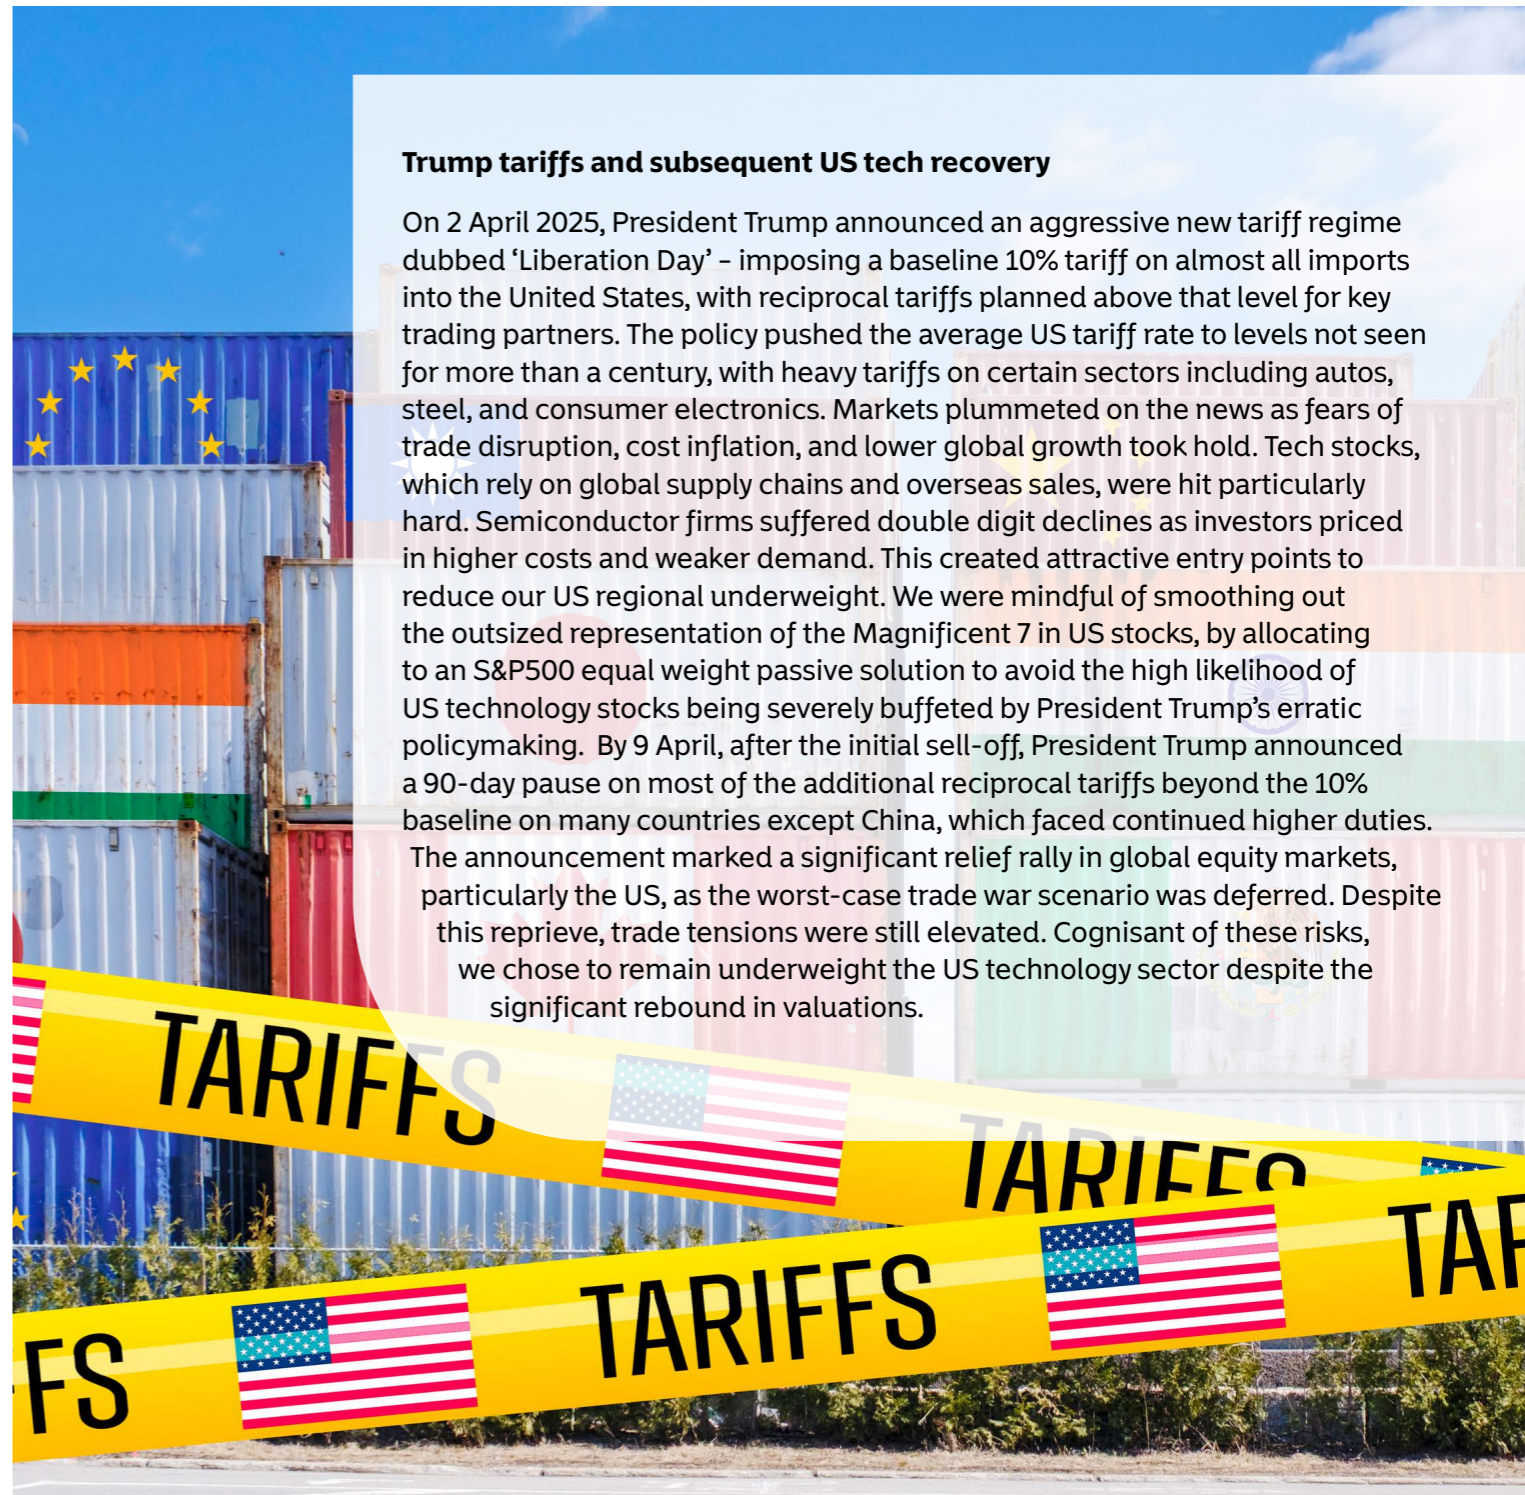 Trump tariffs and subsequent US tech recovery
On 2 April 2025, President Trump announced an aggressive new tariff regime
dubbed ‘Liberation Day’ – imposing a baseline 10% tariff on almost all imports
into the United States, with reciprocal tariffs planned above that level for key
trading partners. The policy pushed the average US tariff rate to levels not seen
for more than a century, with heavy tariffs on certain sectors including autos,
steel, and consumer electronics. Markets plummeted on the news as fears of
trade disruption, cost inflation, and lower global growth took hold. Tech stocks,
which rely on global supply chains and overseas sales, were hit particularly
hard. Semiconductor firms suffered double digit declines as investors priced
in higher costs and weaker demand. This created attractive entry points to
reduce our US regional underweight. We were mindful of smoothing out
the outsized representation of the Magnificent 7 in US stocks, by allocating
to an S&P500 equal weight passive solution to avoid the high likelihood of
US technology stocks being severely buffeted by President Trump’s erratic
policymaking.  By 9 April, after the initial sell-off, President Trump announced
a 90-day pause on most of the additional reciprocal tariffs beyond the 10%
baseline on many countries except China, which faced continued higher duties.
The announcement marked a significant relief rally in global equity markets,
particularly the US, as the worst-case trade war scenario was deferred. Despite
this reprieve, trade tensions were still elevated. Cognisant of these risks,
we chose to remain underweight the US technology sector despite the
significant rebound in valuations.
TARIFFS TARIFFS
FS TARIFFS TAR